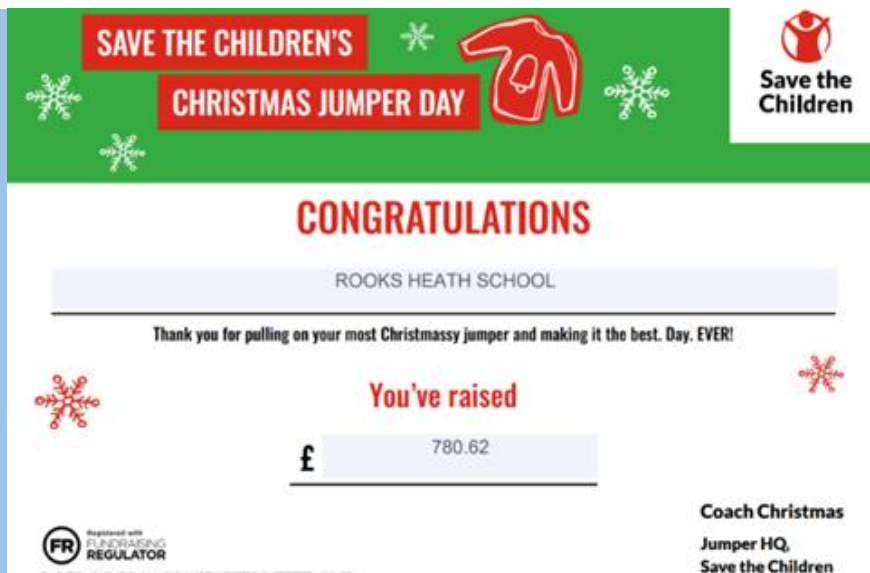 SAVE THE CHILDREN'S
CHRISTMAS JUMPER DAY
Save the
Children
CONGRATULATIONS
ROOKS HEATH SCHOOL
Thank you for pulling on your most Christmassy jumper and making it the best. Day. EVER!
You've raised
£ 780.62
Coach Christmas
Jumper HQ,
Save the Children
FR Registered with
FUNDRAISING
REGULATOR